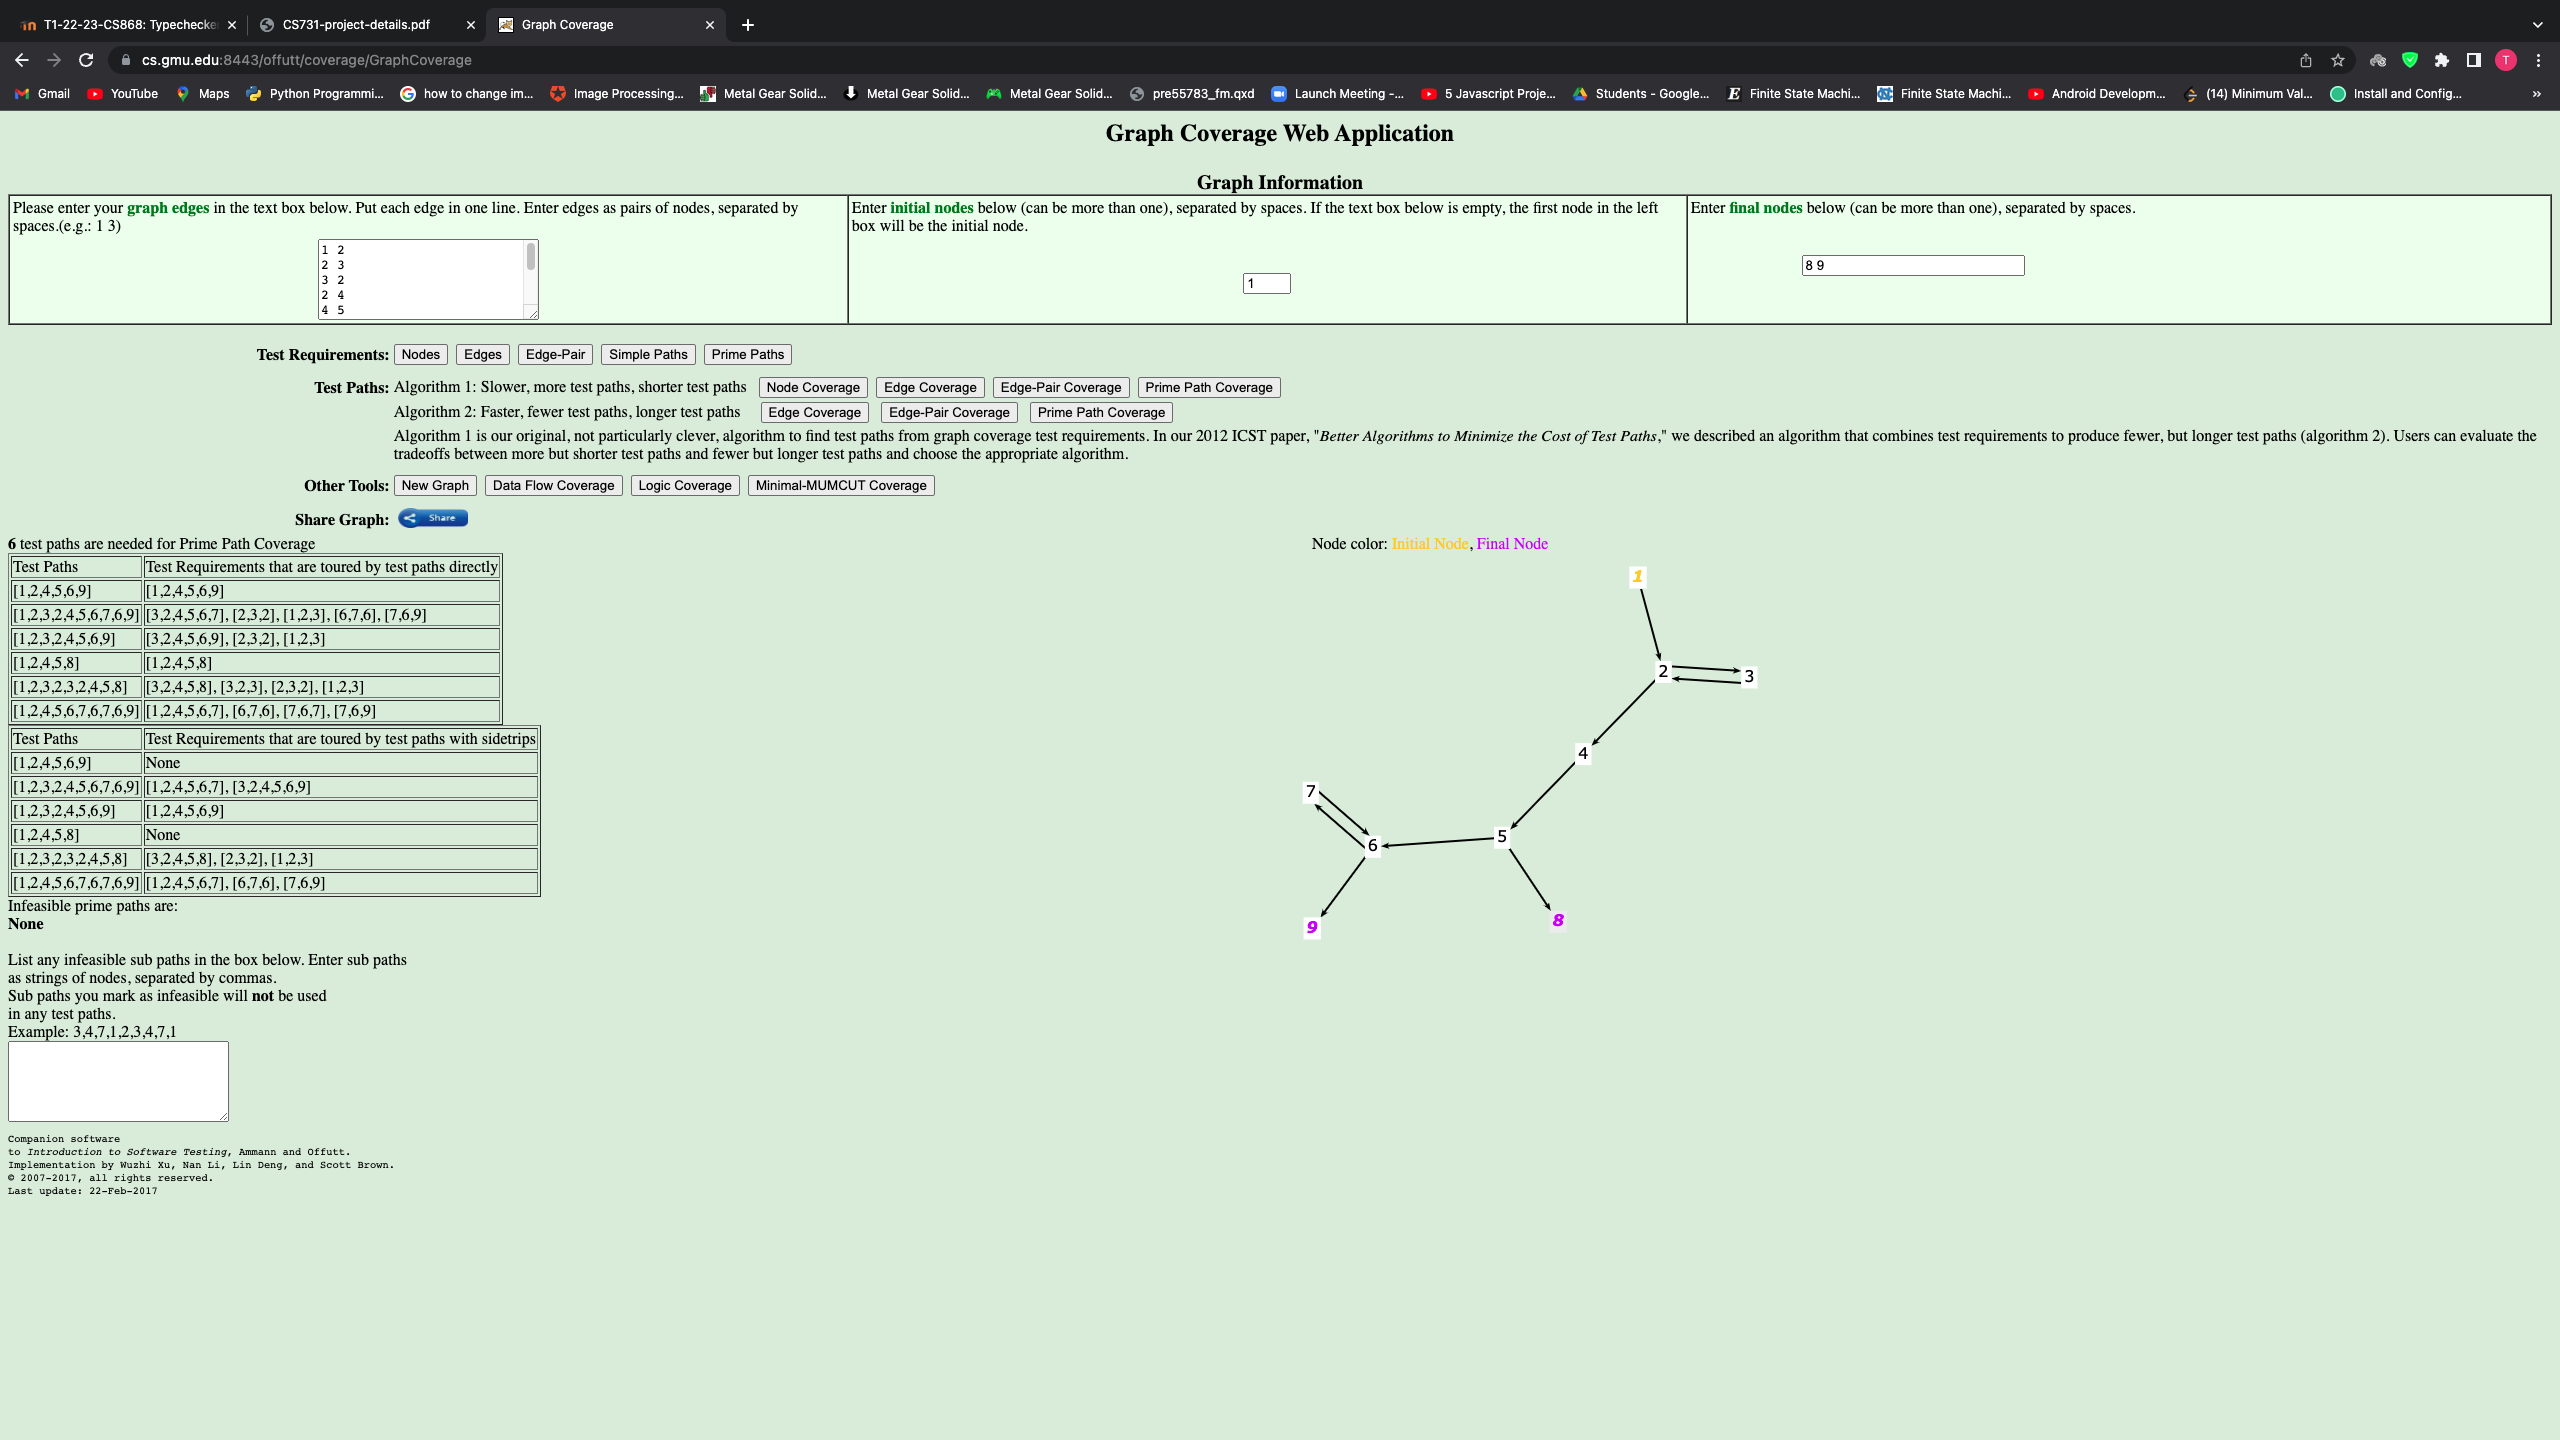 T1-22-23-CS868: Typechecke
CS731-project-details.pdf
Graph Coverage
cs.gmu.edu:8443/offutt/coverage/GraphCoverage
T
Gmail YouTube Maps Python Programmi... how to change im... Image Processing... Metal Gear Solid... Metal Gear Solid... Metal Gear Solid... pre55783_fm.qxd Launch Meeting -... 5 Javascript Proje... Students - Google... Finite State Machi... Finite State Machi... Android Developm... (14) Minimum Val... Install and Config... »
Graph Coverage Web Application
Graph Information
Please enter your graph edges in the text box below. Put each edge in one line. Enter edges as pairs of nodes, separated by
spaces.(e.g.: 1 3)
1 2
2 3
3 2
2 4
4 5
Enter initial nodes below (can be more than one), separated by spaces. If the text box below is empty, the first node in the left
box will be the initial node.
1
Enter final nodes below (can be more than one), separated by spaces.
8 9
Test Requirements: Nodes Edges Edge-Pair Simple Paths Prime Paths
Test Paths: Algorithm 1: Slower, more test paths, shorter test paths Node Coverage Edge Coverage Edge-Pair Coverage Prime Path Coverage
Algorithm 2: Faster, fewer test paths, longer test paths Edge Coverage Edge-Pair Coverage Prime Path Coverage
Algorithm 1 is our original, not particularly clever, algorithm to find test paths from graph coverage test requirements. In our 2012 ICST paper, "Better Algorithms to Minimize the Cost of Test Paths," we described an algorithm that combines test requirements to produce fewer, but longer test paths (algorithm 2). Users can evaluate the
tradeoffs between more but shorter test paths and fewer but longer test paths and choose the appropriate algorithm.
Other Tools: New Graph Data Flow Coverage Logic Coverage Minimal-MUMCUT Coverage
Share Graph: Share
6 test paths are needed for Prime Path Coverage
Test Paths Test Requirements that are toured by test paths directly
[1,2,4,5,6,9] [1,2,4,5,6,9]
[1,2,3,2,4,5,6,7,6,9] [3,2,4,5,6,7], [2,3,2], [1,2,3], [6,7,6], [7,6,9]
[1,2,3,2,4,5,6,9] [3,2,4,5,6,9], [2,3,2], [1,2,3]
[1,2,4,5,8] [1,2,4,5,8]
[1,2,3,2,3,2,4,5,8] [3,2,4,5,8], [3,2,3], [2,3,2], [1,2,3]
[1,2,4,5,6,7,6,7,6,9] [1,2,4,5,6,7], [6,7,6], [7,6,7], [7,6,9]
Test Paths Test Requirements that are toured by test paths with sidetrips
[1,2,4,5,6,9] None
[1,2,3,2,4,5,6,7,6,9] [1,2,4,5,6,7], [3,2,4,5,6,9]
[1,2,3,2,4,5,6,9] [1,2,4,5,6,9]
[1,2,4,5,8] None
[1,2,3,2,3,2,4,5,8] [3,2,4,5,8], [2,3,2], [1,2,3]
[1,2,4,5,6,7,6,7,6,9] [1,2,4,5,6,7], [6,7,6], [7,6,9]
Infeasible prime paths are:
None
List any infeasible sub paths in the box below. Enter sub paths
as strings of nodes, separated by commas.
Sub paths you mark as infeasible will not be used
in any test paths.
Example: 3,4,7,1,2,3,4,7,1
Companion software
to Introduction to Software Testing, Ammann and Offutt.
Implementation by Wuzhi Xu, Nan Li, Lin Deng, and Scott Brown.
© 2007-2017, all rights reserved.
Last update: 22-Feb-2017
Node color: Initial Node, Final Node
1
2
3
4
7
5
6
8
9